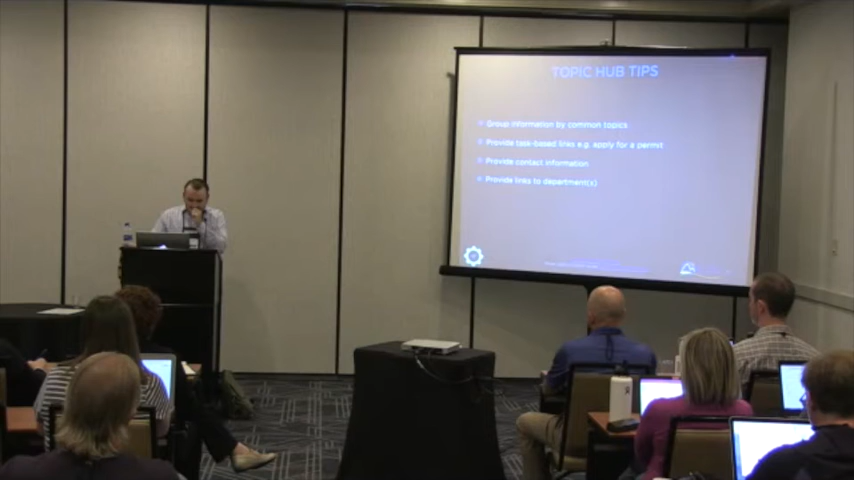 TOPIC HUB TIPS
Group information by common topics
Provide task-based links e.g. apply for a permit
Provide contact information
Provide links to department(s)